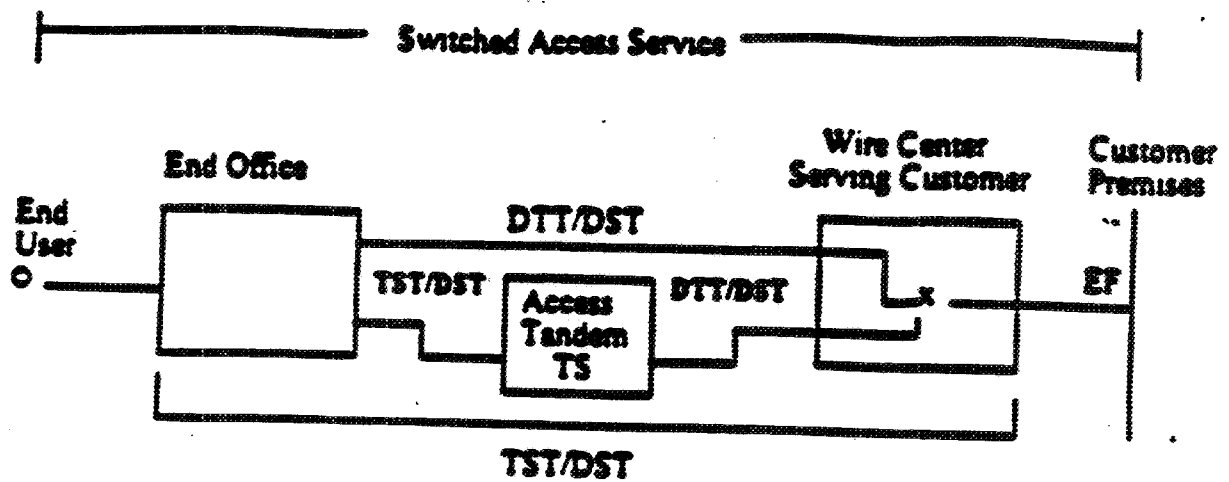 Switched Access Service
End Office
Wire Center
Serving Customer
Customer
Premises
End
User
DTT/DST
TST/DST
Access
Tandem
TS
DTT/DST
x
EF
TST/DST